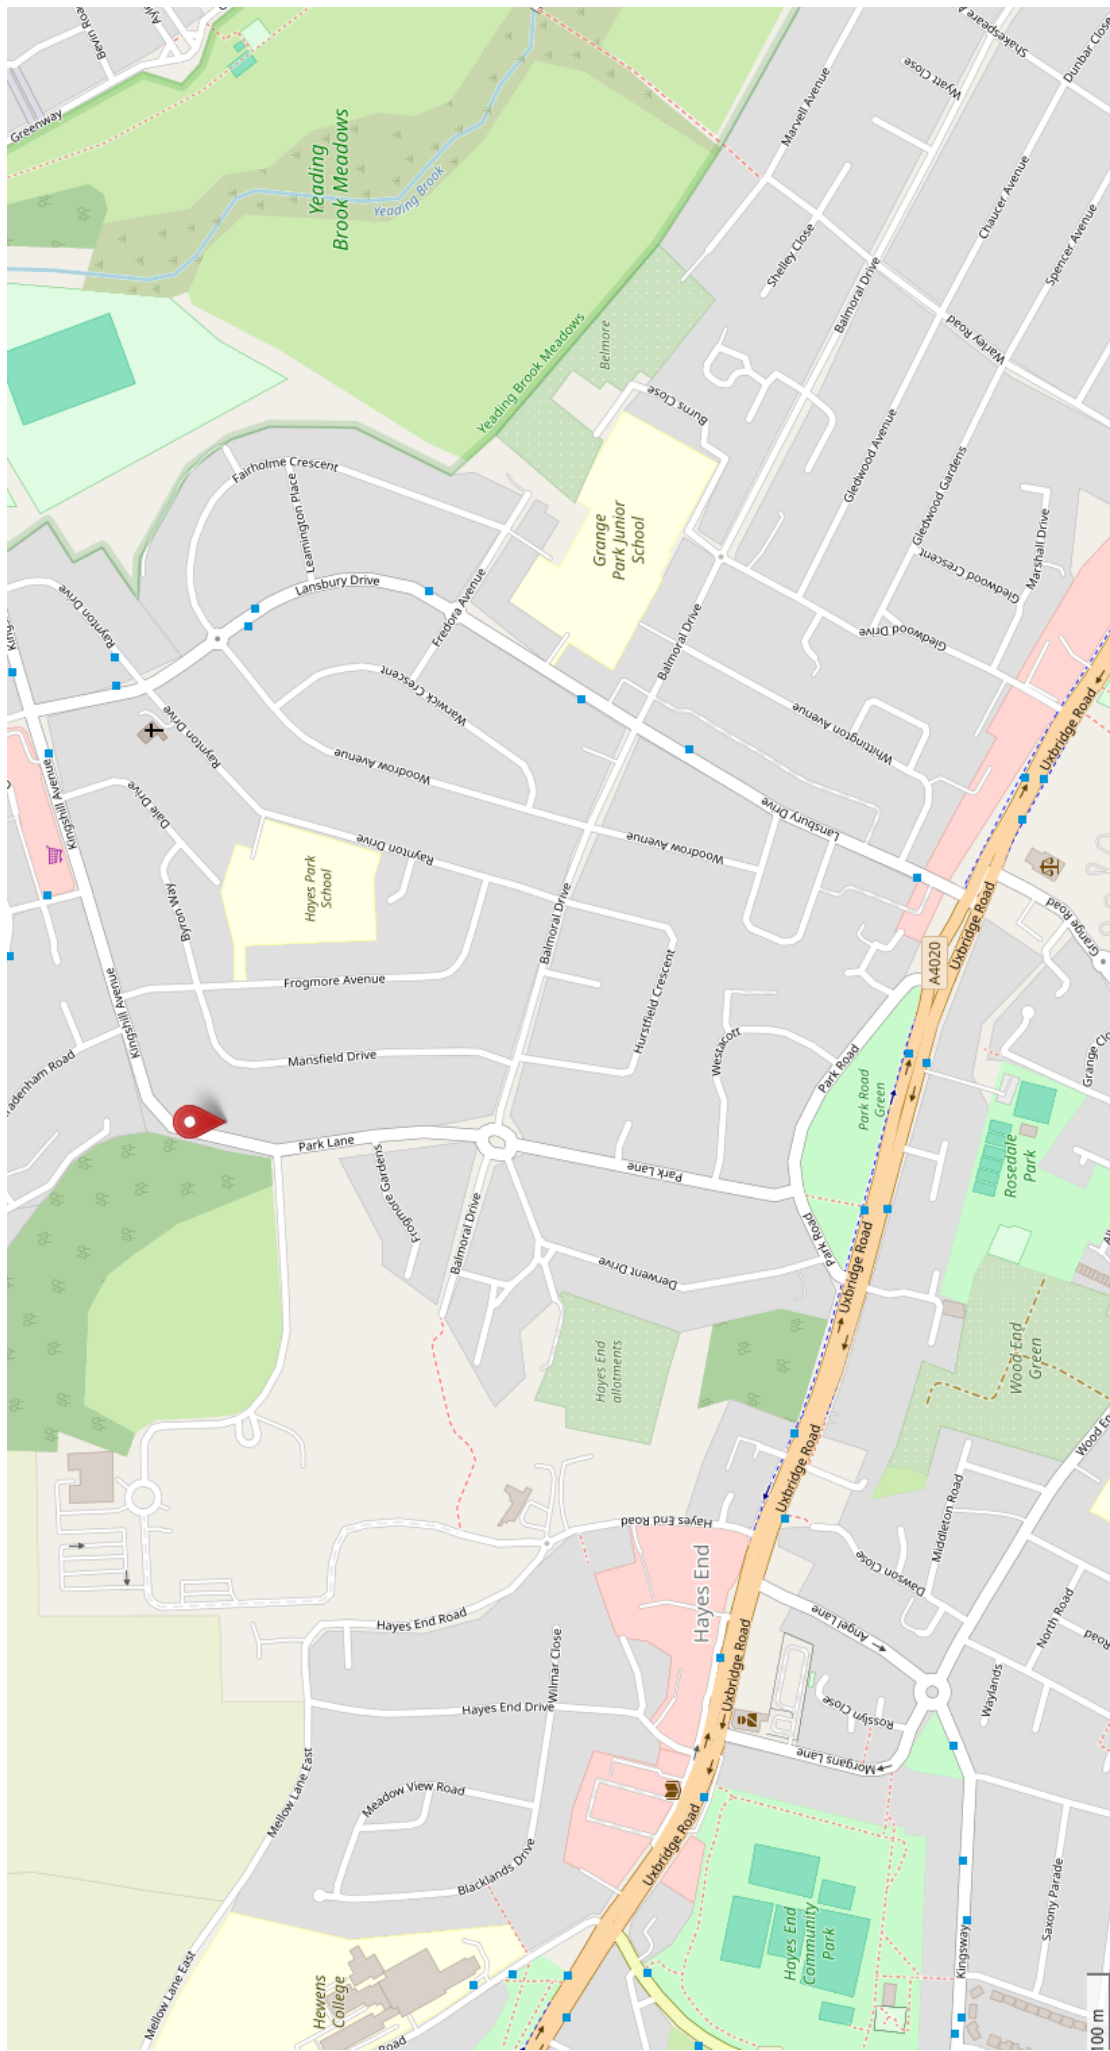 Bevin Road
Greenway
Yeading
Brook Meadows
Yeading Brook
Marvell Avenue
Wyatt Close
Dunbar Close
Chaucer Avenue
Spencer Avenue
Shelley Close
Balmoral Drive
Warley Road
Belmore
Yeading Brook Meadows
Burns Close
Gledwood Avenue
Gledwood Gardens
Gledwood Crescent
Marshall Drive
Gledwood Drive
Grange
Park Junior
School
Fairholme Crescent
Leamington Place
Lansbury Drive
Fredora Avenue
Raynton Drive
Balmoral Drive
Warwick Crescent
Whittington Avenue
Uxbridge Road
Raynton Drive
Woodrow Avenue
Kingshill Avenue
Dale Drive
Lansbury Drive
Raynton Drive
Woodrow Avenue
Hayes Park
School
Byron Way
Balmoral Drive
Uxbridge Road
Grange Road
A4020
Frogmore Avenue
Hurstfield Crescent
Kingshill Avenue
Mansfield Drive
Westacott
Park Road
Park Road
Green
Park Lane
Park Lane
Frogmore Gardens
Balmoral Drive
Derwent Drive
Park Road
Uxbridge Road
Rosedale
Park
Hayes End
allotments
Wood End
Green
Uxbridge Road
Hayes End Road
Hayes End
Middleton Road
Dawson Close
Angel Lane
North Road
Road
Hayes End Road
Wilmar Close
Hayes End Drive
Uxbridge Road
Rosslyn Close
Waylands
Morgans Lane
Mellow Lane East
Meadow View Road
Blacklands Drive
Uxbridge Road
Saxony Parade
Kingsway
Hayes End
Community
Park
Hewens
College
Mellow Lane East
Road
100 m